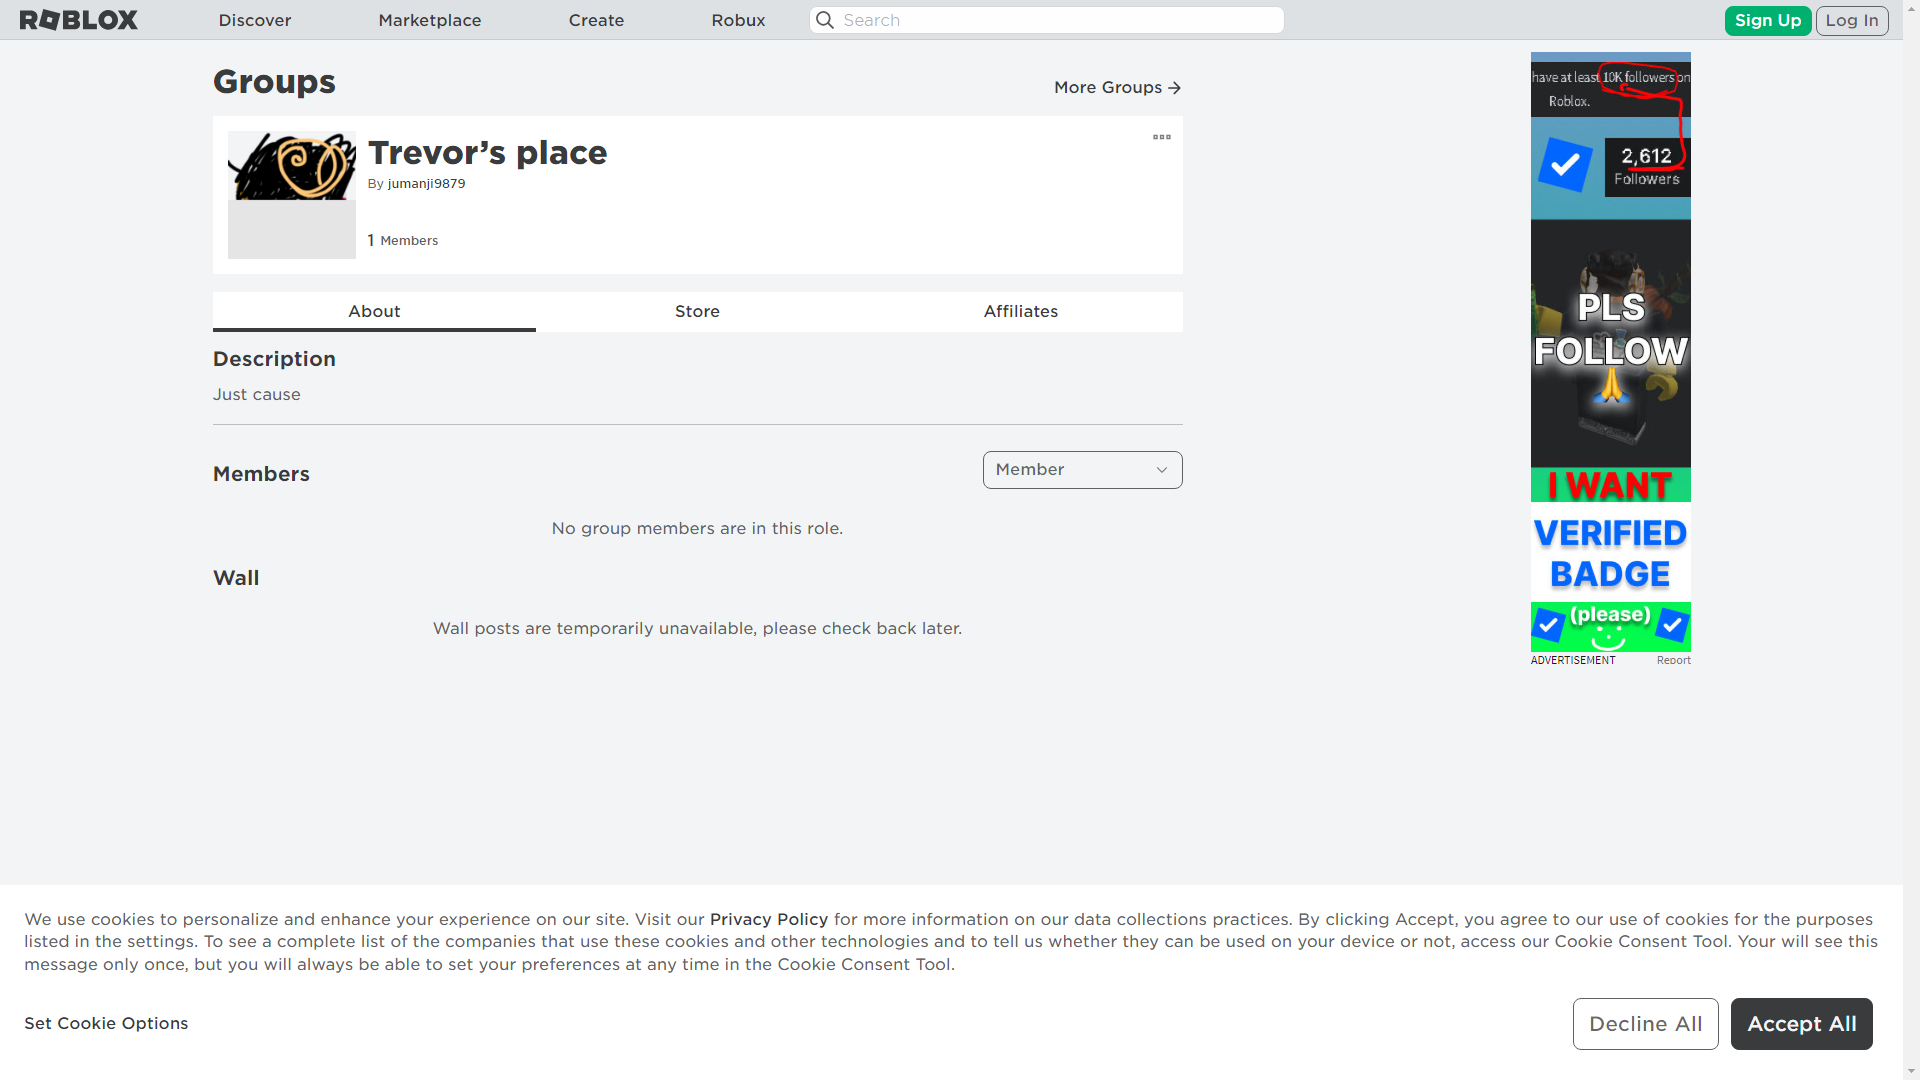 ROBLOX
Discover
Marketplace
Create
Robux
Search
Sign Up
Log In
Groups
More Groups
Trevor’s place
By jumanji9879
1 Members
About
Store
Affiliates
Description
Just cause
Members
Member
No group members are in this role.
Wall
Wall posts are temporarily unavailable, please check back later.
have at least 10K followers on
Roblox.
2,612
Followers
PLS
FOLLOW
I WANT
VERIFIED
BADGE
(please)
ADVERTISEMENT
Report
We use cookies to personalize and enhance your experience on our site. Visit our Privacy Policy for more information on our data collections practices. By clicking Accept, you agree to our use of cookies for the purposes
listed in the settings. To see a complete list of the companies that use these cookies and other technologies and to tell us whether they can be used on your device or not, access our Cookie Consent Tool. Your will see this
message only once, but you will always be able to set your preferences at any time in the Cookie Consent Tool.
Set Cookie Options
Decline All
Accept All